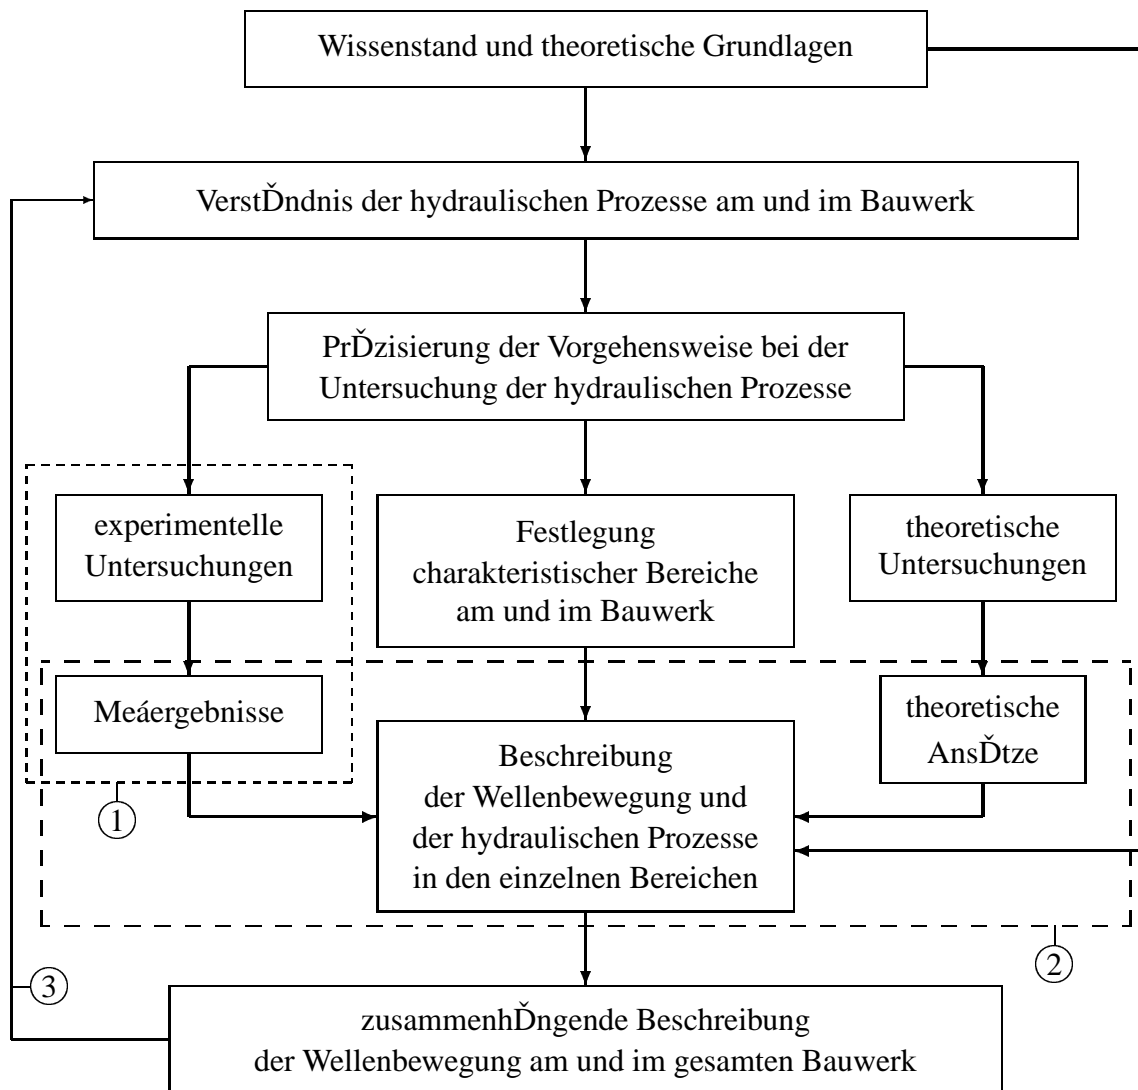 Wissenstand und theoretische Grundlagen
VerstĎndnis der hydraulischen Prozesse am und im Bauwerk
PrĎzisierung der Vorgehensweise bei der
Untersuchung der hydraulischen Prozesse
experimentelle
Untersuchungen
Festlegung
charakteristischer Bereiche
am und im Bauwerk
theoretische
Untersuchungen
Meáergebnisse
theoretische
AnsĎtze
Beschreibung
der Wellenbewegung und
der hydraulischen Prozesse
in den einzelnen Bereichen
1
2
3
zusammenhĎngende Beschreibung
der Wellenbewegung am und im gesamten Bauwerk